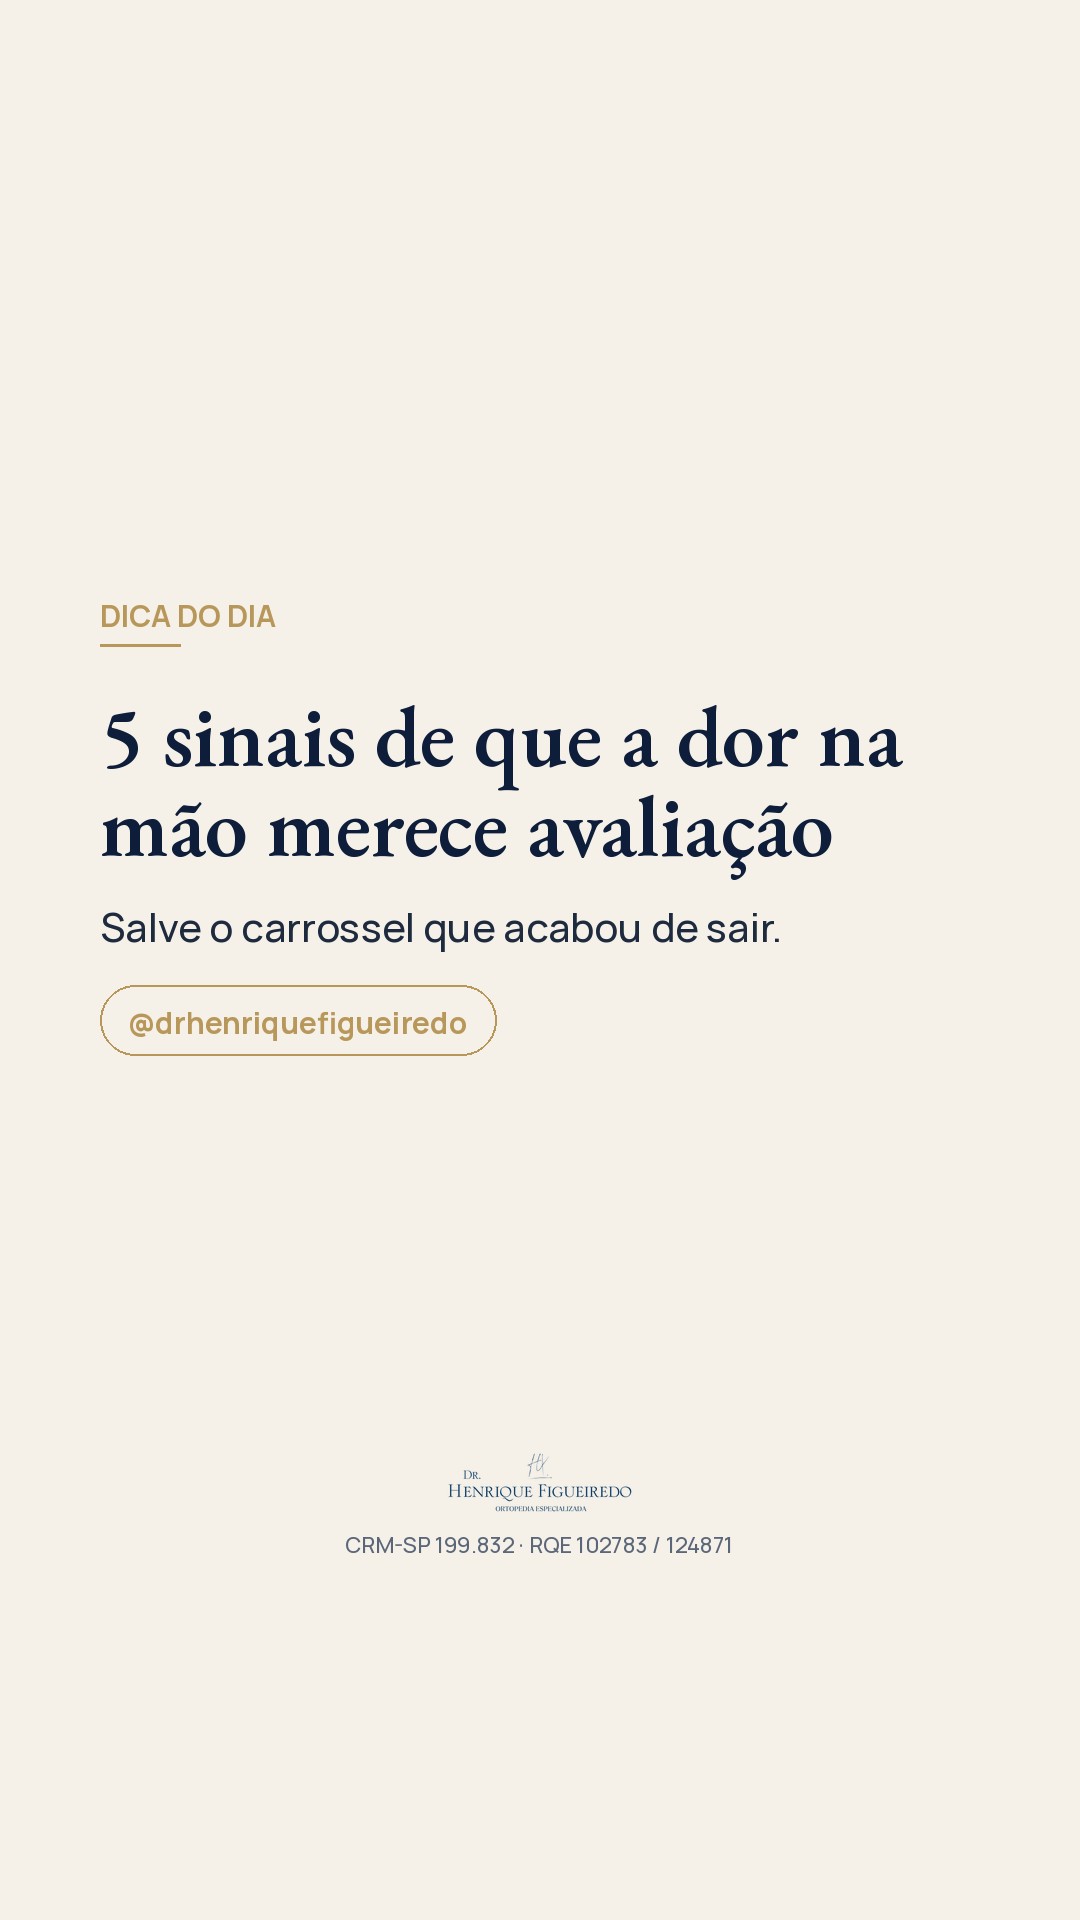 DICA DO DIA
5 sinais de que a dor na
mão merece avaliação
Salve o carrossel que acabou de sair.
@drhenriquefigueiredo
DR.
HENRIQUE FIGUEIREDO
ORTOPEDIA ESPECIALIZADA
CRM-SP 199.832 · RQE 102783 / 124871